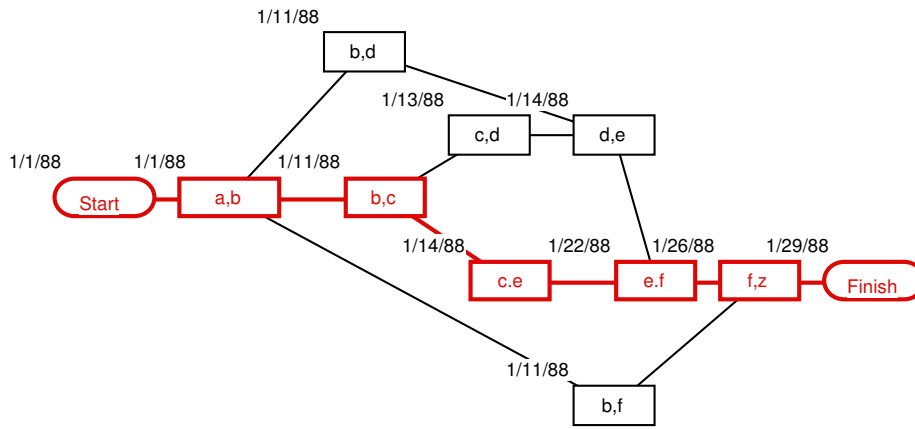 1/11/88
b,d
1/13/88
1/14/88
c,d
d,e
1/1/88
1/1/88
1/11/88
Start
a,b
b,c
1/14/88
1/22/88
1/26/88
1/29/88
c.e
e.f
f,z
Finish
1/11/88
b,f